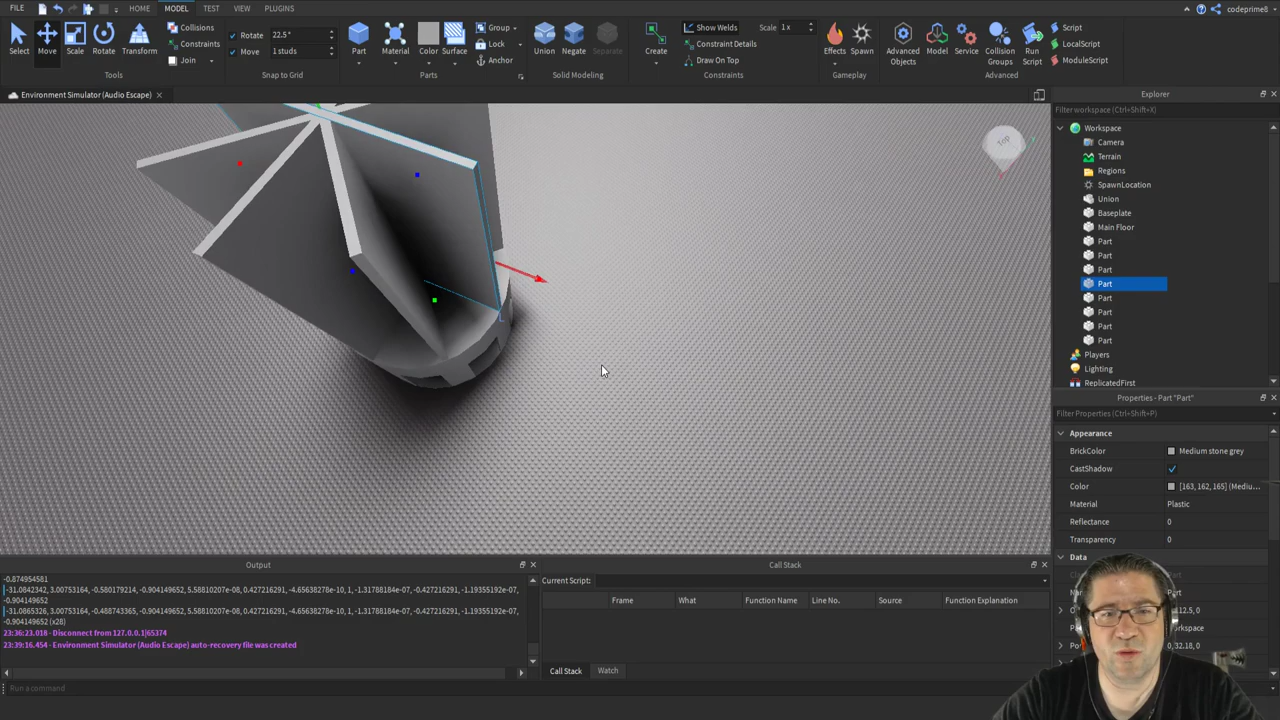 FILE HOME MODEL TEST VIEW PLUGINS codeprime8
Select Move Scale Rotate Transform
Collisions
Constraints
Join
Tools
Rotate 22.5°
Move 1 studs
Snap to Grid
Part Material Color Surface
Group
Lock
Anchor
Parts
Union Negate Separate
Solid Modeling
Create
Show Welds Scale 1x
Constraint Details
Draw On Top
Constraints
Effects Spawn
Gameplay
Advanced Objects
Model Service
Collision Groups
Run Script
Script
LocalScript
ModuleScript
Advanced
Environment Simulator (Audio Escape)
TOP
Explorer
Filter workspace (Ctrl+Shift+X)
Workspace
Camera
Terrain
Regions
SpawnLocation
Union
Baseplate
Main Floor
Part
Part
Part
Part
Part
Part
Part
Part
Players
Lighting
ReplicatedFirst
Properties - Part "Part"
Filter Properties (Ctrl+Shift+P)
Appearance
BrickColor Medium stone grey
CastShadow
Color [163, 162, 165] (Mediu...
Material Plastic
Reflectance 0
Transparency 0
Data
Part
112.5, 0
rkspace
0, 32.18, 0
Output
-0.874954581
-31.0842342, 3.00753164, -0.580179214, -0.904149652, 5.58810207e-08, 0.427216291, -4.65638278e-10, 1, -1.31788184e-07, -0.427216291, -1.19355192e-07,
-0.904149652
-31.0865326, 3.00753164, -0.488743365, -0.904149652, 5.58810207e-08, 0.427216291, -4.65638278e-10, 1, -1.31788184e-07, -0.427216291, -1.19355192e-07,
-0.904149652 (x28)
23:36:23.018 - Disconnect from 127.0.0.1|65374
23:39:16.454 - Environment Simulator (Audio Escape) auto-recovery file was created
Call Stack
Current Script:
Frame What Function Name Line No. Source Function Explanation
Call Stack Watch
Run a command